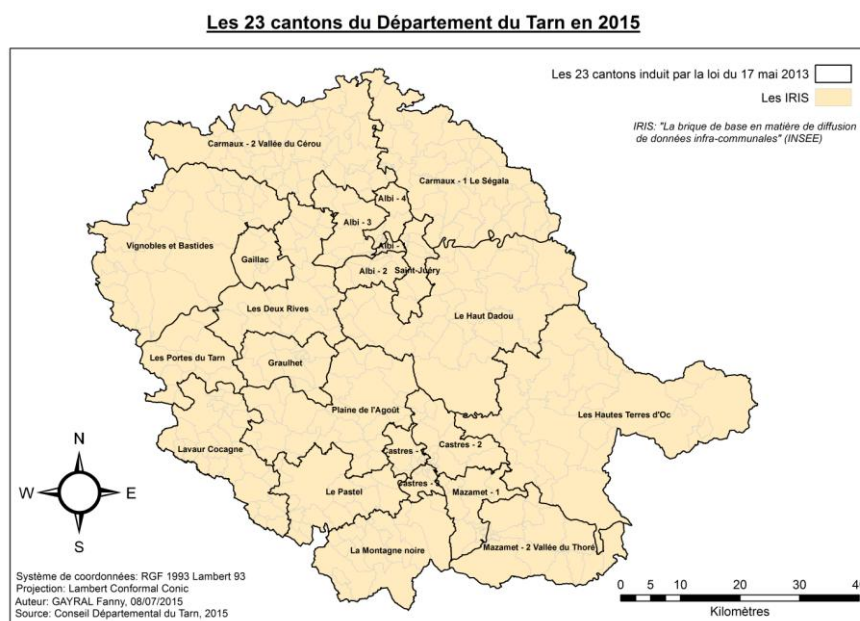 Les 23 cantons du Département du Tarn en 2015
Les 23 cantons induit par la loi du 17 mai 2013
Les IRIS
IRIS: "La brique de base en matière de diffusion
de données infra-communales" (INSEE)
Carmaux - 2 Vallée du Cérou
Carmaux - 1 Le Ségala
Albi - 4
Albi - 3
Vignobles et Bastides
Albi - 1
Gaillac
Albi - 2
Saint-Juéry
Les Deux Rives
Le Haut Dadou
Les Portes du Tarn
Graulhet
Plaine de l'Agoût
Les Hautes Terres d'Oc
Castres - 2
Lavaur Cocagne
Castres -
Castres -
Le Pastel
Mazamet - 1
La Montagne noire
Mazamet - 2 Vallée du Thoré
N
W
E
S
Système de coordonnées: RGF 1993 Lambert 93
Projection: Lambert Conformal Conic
Auteur: GAYRAL Fanny, 08/07/2015
Source: Conseil Départemental du Tarn, 2015
0 5 10 20 30 40
Kilomètres